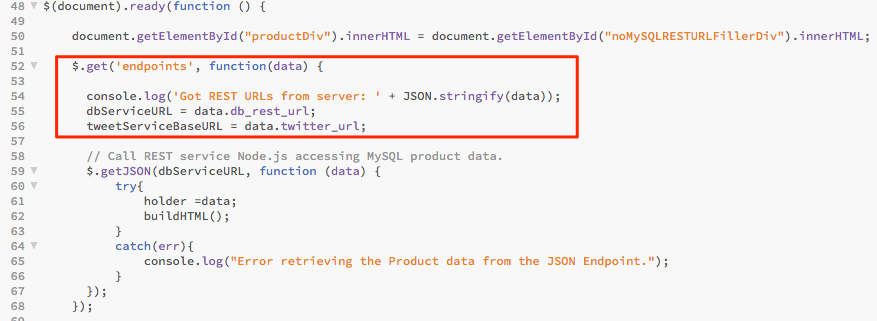 48 $(document).ready(function () {
49
50 document.getElementById("productDiv").innerHTML = document.getElementById("noMySQLRESTURLFillerDiv").innerHTML;
51
52 $.get('endpoints', function(data) {
53
54 console.log('Got REST URLs from server: ' + JSON.stringify(data));
55 dbServiceURL = data.db_rest_url;
56 tweetServiceBaseURL = data.twitter_url;
57
58 // Call REST service Node.js accessing MySQL product data.
59 $.getJSON(dbServiceURL, function (data) {
60 try{
61 holder =data;
62 buildHTML();
63 }
64 catch(err){
65 console.log("Error retrieving the Product data from the JSON Endpoint.");
66 }
67 });
68 });
69